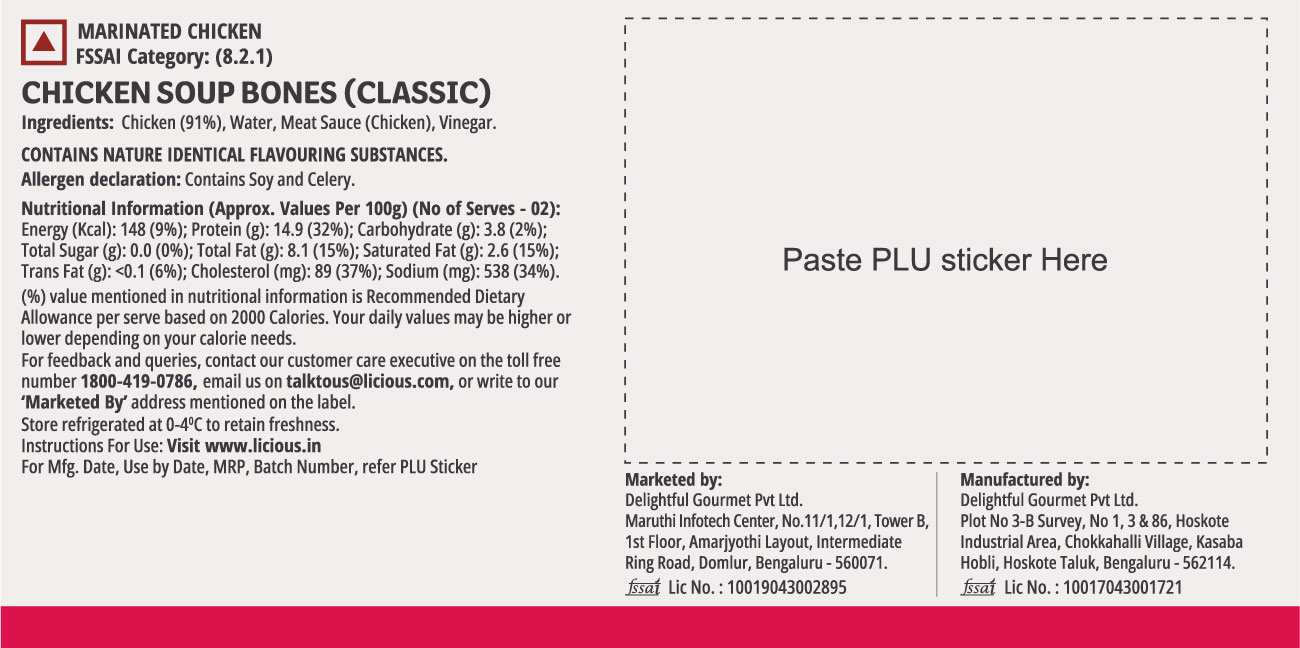 MARINATED CHICKEN
FSSAI Category: (8.2.1)
CHICKEN SOUP BONES (CLASSIC)
Ingredients: Chicken (91%), Water, Meat Sauce (Chicken), Vinegar.
CONTAINS NATURE IDENTICAL FLAVOURING SUBSTANCES.
Allergen declaration: Contains Soy and Celery.
Nutritional Information (Approx. Values Per 100g) (No of Serves - 02):
Energy (Kcal): 148 (9%); Protein (g): 14.9 (32%); Carbohydrate (g): 3.8 (2%);
Total Sugar (g): 0.0 (0%); Total Fat (g): 8.1 (15%); Saturated Fat (g): 2.6 (15%);
Trans Fat (g): <0.1 (6%); Cholesterol (mg): 89 (37%); Sodium (mg): 538 (34%).
(%) value mentioned in nutritional information is Recommended Dietary
Allowance per serve based on 2000 Calories. Your daily values may be higher or
lower depending on your calorie needs.
For feedback and queries, contact our customer care executive on the toll free
number 1800-419-0786, email us on talktous@licious.com, or write to our
‘Marketed By’ address mentioned on the label.
Store refrigerated at 0-4⁰C to retain freshness.
Instructions For Use: Visit www.licious.in
For Mfg. Date, Use by Date, MRP, Batch Number, refer PLU Sticker
Paste PLU sticker Here
Marketed by:
Delightful Gourmet Pvt Ltd.
Maruthi Infotech Center, No.11/1,12/1, Tower B,
1st Floor, Amarjyothi Layout, Intermediate
Ring Road, Domlur, Bengaluru - 560071.
fssai Lic No. : 10019043002895
Manufactured by:
Delightful Gourmet Pvt Ltd.
Plot No 3-B Survey, No 1, 3 & 86, Hoskote
Industrial Area, Chokkahalli Village, Kasaba
Hobli, Hoskote Taluk, Bengaluru - 562114.
fssai Lic No. : 10017043001721